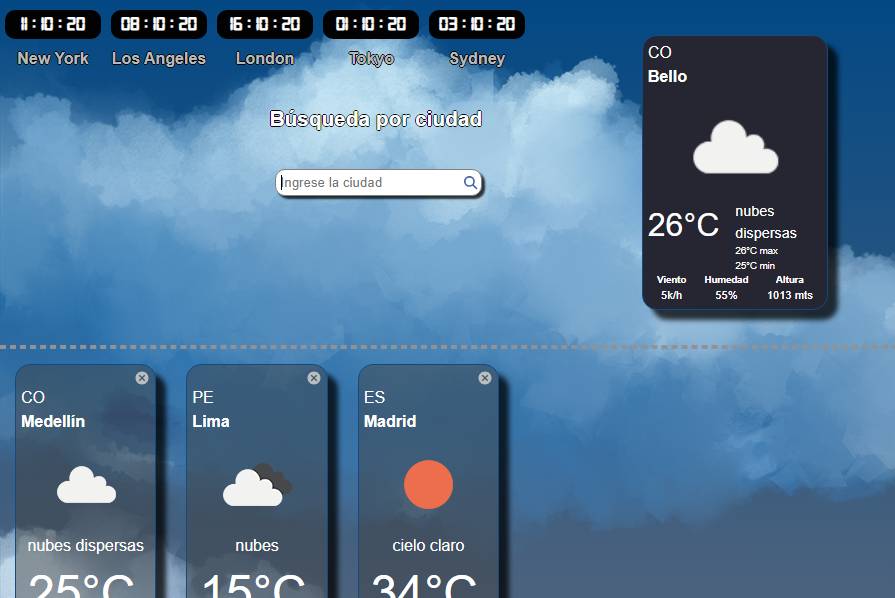 11:10:20 08:10:20 16:10:20 01:10:20 03:10:20
New York Los Angeles London Tokyo Sydney
Búsqueda por ciudad
Ingrese la ciudad
CO
Bello
26°C
nubes
dispersas
26°C max
25°C min
Viento Humedad Altura
5k/h 55% 1013 mts
CO
Medellín
nubes dispersas
25°C
PE
Lima
nubes
15°C
ES
Madrid
cielo claro
34°C